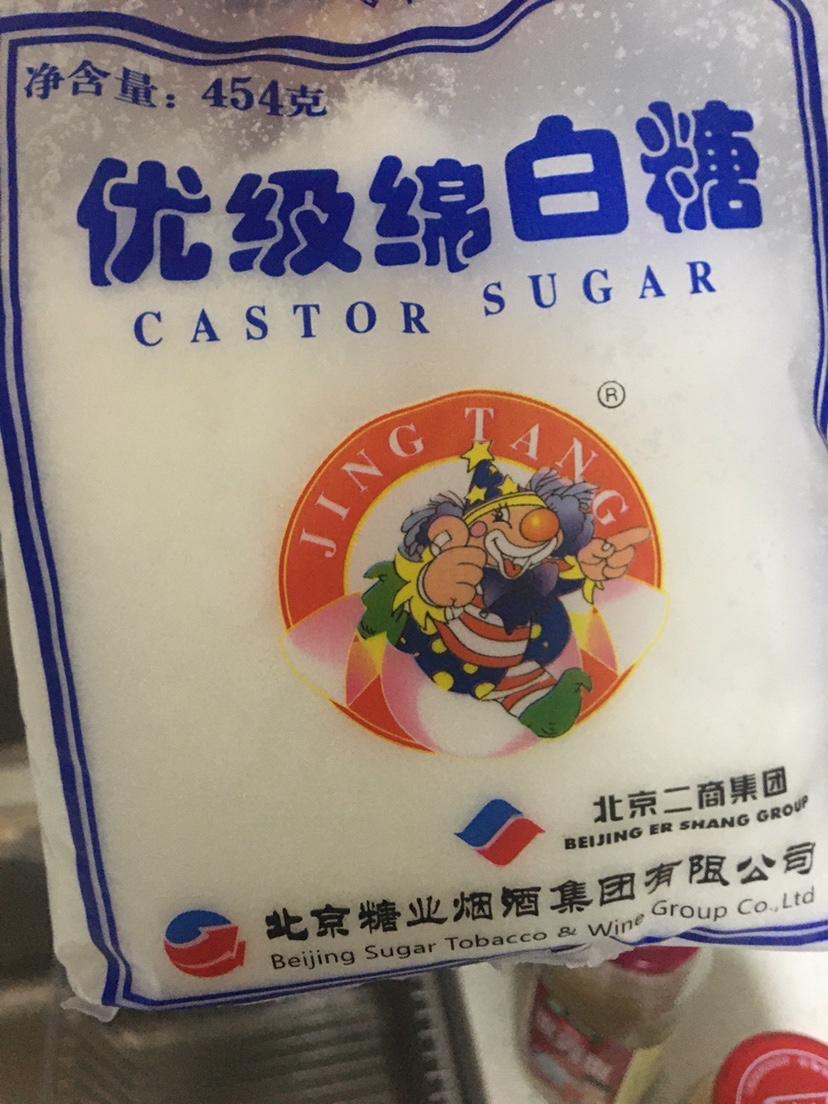 净含量：454克
优级绵白糖
CASTOR SUGAR
®
JING TANG
北京二商集团
BEIJING ER SHANG GROUP
北京糖业烟酒集团有限公司
Beijing Sugar Tobacco & Wine Group Co.,Ltd